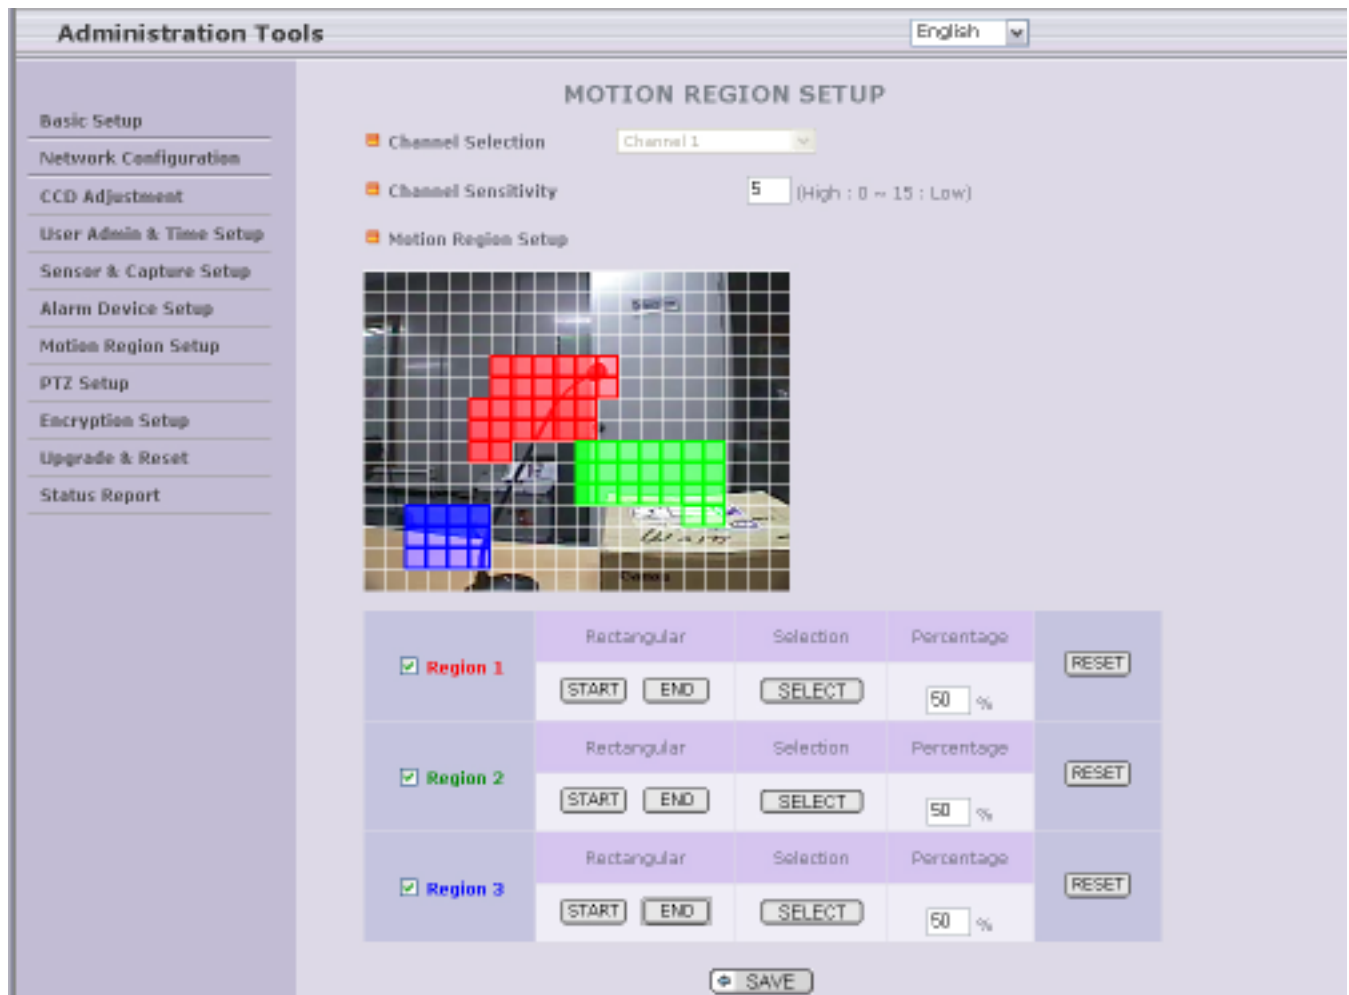 Administration Tools
English
MOTION REGION SETUP
Basic Setup
Network Configuration
CCD Adjustment
User Admin & Time Setup
Sensor & Capture Setup
Alarm Device Setup
Motion Region Setup
PTZ Setup
Encryption Setup
Upgrade & Reset
Status Report
Channel Selection
Channel 1
Channel Sensitivity
5 (High : 0 ~ 15 : Low)
Motion Region Setup
Region 1
Rectangular Selection Percentage
START END SELECT 50 %
RESET
Region 2
Rectangular Selection Percentage
START END SELECT 50 %
RESET
Region 3
Rectangular Selection Percentage
START END SELECT 50 %
RESET
SAVE